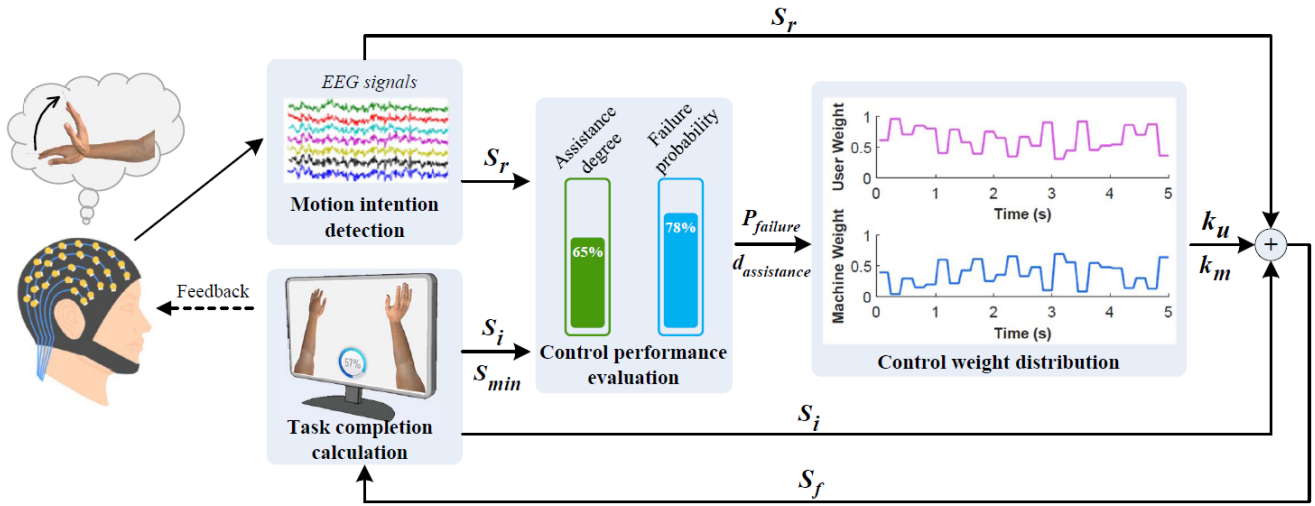 S_r
EEG signals
Motion intention
detection
Feedback
57%
Task completion
calculation
S_r
S_i
S_min
Assistance
degree
Failure
probability
65%
78%
Control performance
evaluation
P_failure
d_assistance
User Weight
1
0.5
0
0 1 2 3 4 5
Time (s)
Machine Weight
1
0.5
0
0 1 2 3 4 5
Time (s)
Control weight distribution
k_u
k_m
+
S_i
S_f